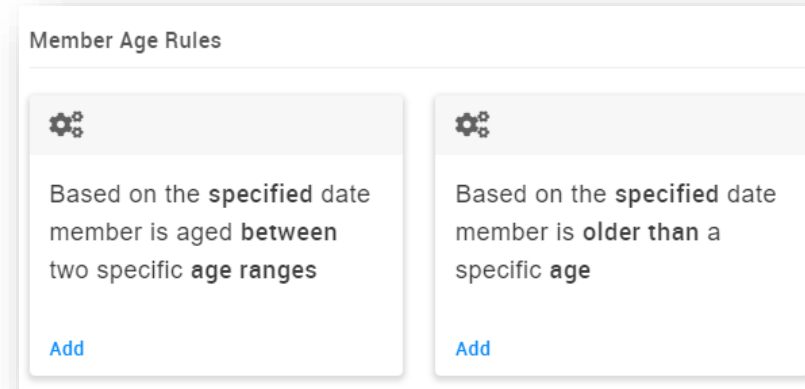 Member Age Rules
Based on the specified date
member is aged between
two specific age ranges
Add
Based on the specified date
member is older than a
specific age
Add